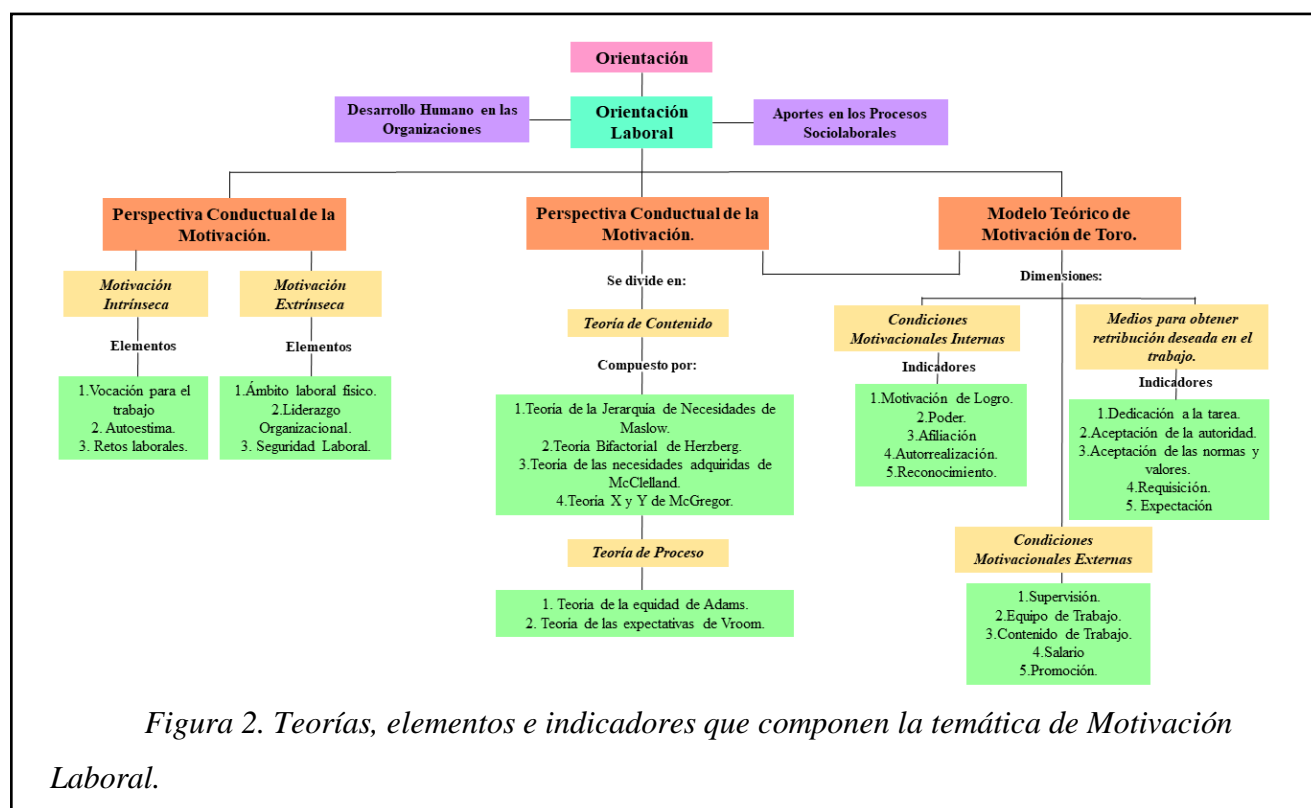 Orientación
Desarrollo Humano en las
Organizaciones
Orientación
Laboral
Aportes en los Procesos
Sociolaborales
Perspectiva Conductual de la
Motivación.
Motivación
Intrínseca
Elementos
1.Vocación para el
trabajo
2. Autoestima.
3. Retos laborales.
Motivación
Extrínseca
Elementos
1.Ámbito laboral físico.
2.Liderazgo
Organizacional.
3. Seguridad Laboral.
Perspectiva Conductual de la
Motivación.
Se divide en:
Teoría de Contenido
Compuesto por:
1.Teoría de la Jerarquía de Necesidades de
Maslow.
2.Teoría Bifactorial de Herzberg.
3.Teoría de las necesidades adquiridas de
McClelland.
4.Teoría X y Y de McGregor.
Teoría de Proceso
1. Teoría de la equidad de Adams.
2. Teoría de las expectativas de Vroom.
Modelo Teórico de
Motivación de Toro.
Dimensiones:
Condiciones
Motivacionales Internas
Indicadores
1.Motivación de Logro.
2.Poder.
3.Afiliación
4.Autorrealización.
5.Reconocimiento.
Medios para obtener
retribución deseada en el
trabajo.
Indicadores
1.Dedicación a la tarea.
2.Aceptación de la autoridad.
3.Aceptación de las normas y
valores.
4.Requisición.
5. Expectación
Condiciones
Motivacionales Externas
1.Supervisión.
2.Equipo de Trabajo.
3.Contenido de Trabajo.
4.Salario
5.Promoción.
Figura 2. Teorías, elementos e indicadores que componen la temática de Motivación
Laboral.